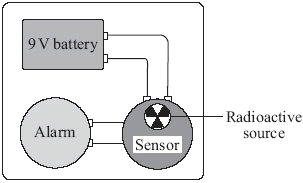 9 V battery
Alarm
Sensor
Radioactive
source